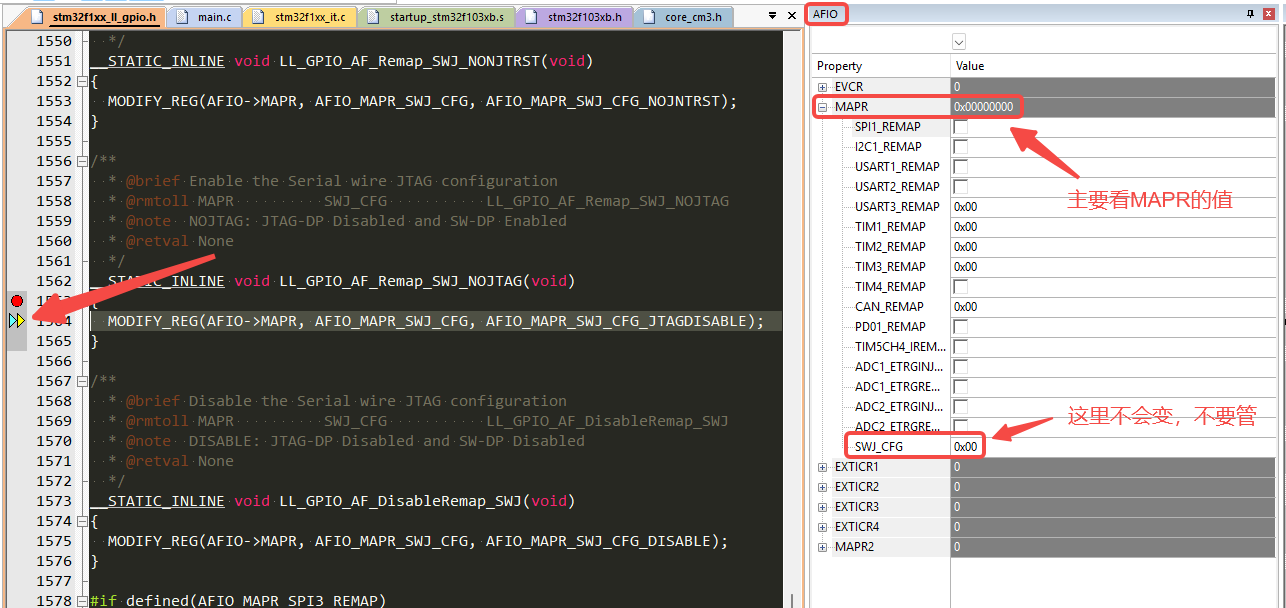 stm32f1xx_ll_gpio.h
main.c
stm32f1xx_it.c
startup_stm32f103xb.s
stm32f103xb.h
core_cm3.h
1550 */
1551 __STATIC_INLINE void LL_GPIO_AF_Remap_SWJ_NONJTRST(void)
1552 {
1553 MODIFY_REG(AFIO->MAPR, AFIO_MAPR_SWJ_CFG, AFIO_MAPR_SWJ_CFG_NOJNTRST);
1554 }
1555
1556 /**
1557 * @brief Enable the Serial wire JTAG configuration
1558 * @rmtoll MAPR SWJ_CFG LL_GPIO_AF_Remap_SWJ_NOJTAG
1559 * @note NOJTAG: JTAG-DP Disabled and SW-DP Enabled
1560 * @retval None
1561 */
1562 __STATIC_INLINE void LL_GPIO_AF_Remap_SWJ_NOJTAG(void)
1563 {
1564 MODIFY_REG(AFIO->MAPR, AFIO_MAPR_SWJ_CFG, AFIO_MAPR_SWJ_CFG_JTAGDISABLE);
1565 }
1566
1567 /**
1568 * @brief Disable the Serial wire JTAG configuration
1569 * @rmtoll MAPR SWJ_CFG LL_GPIO_AF_DisableRemap_SWJ
1570 * @note DISABLE: JTAG-DP Disabled and SW-DP Disabled
1571 * @retval None
1572 */
1573 __STATIC_INLINE void LL_GPIO_AF_DisableRemap_SWJ(void)
1574 {
1575 MODIFY_REG(AFIO->MAPR, AFIO_MAPR_SWJ_CFG, AFIO_MAPR_SWJ_CFG_DISABLE);
1576 }
1577
1578 #if defined(AFIO_MAPR_SPI3_REMAP)
AFIO
Property Value
EVCR 0
MAPR 0x00000000
SPI1_REMAP
I2C1_REMAP
USART1_REMAP
USART2_REMAP
USART3_REMAP 0x00
TIM1_REMAP 0x00
TIM2_REMAP 0x00
TIM3_REMAP 0x00
TIM4_REMAP
CAN_REMAP 0x00
PD01_REMAP
TIM5CH4_IREM...
ADC1_ETRGINJ...
ADC1_ETRGRE...
ADC2_ETRGINJ...
ADC2_ETRGRE...
SWJ_CFG 0x00
EXTICR1 0
EXTICR2 0
EXTICR3 0
EXTICR4 0
MAPR2 0
主要看MAPR的值
这里不会变，不要管